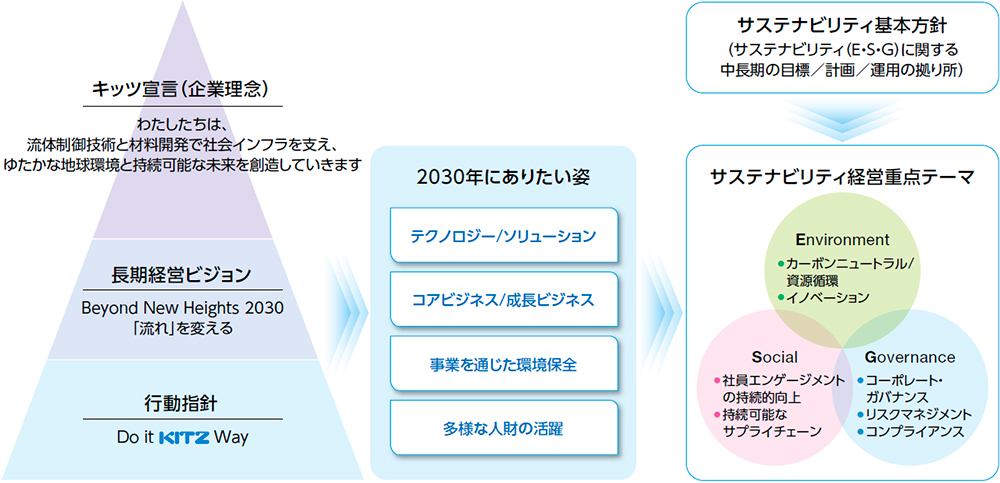 キッツ宣言（企業理念）
わたしたちは、
流体制御技術と材料開発で社会インフラを支え、
ゆたかな地球環境と持続可能な未来を創造していきます
長期経営ビジョン
Beyond New Heights 2030
「流れ」を変える
行動指針
Do it KITZ Way
2030年にありたい姿
テクノロジー/ソリューション
コアビジネス/成長ビジネス
事業を通じた環境保全
多様な人財の活躍
サステナビリティ基本方針
（サステナビリティ（E・S・G）に関する
中長期の目標／計画／運用の拠り所）
サステナビリティ経営重点テーマ
Environment
●カーボンニュートラル/
資源循環
●イノベーション
Social
●社員エンゲージメント
の持続的向上
●持続可能な
サプライチェーン
Governance
●コーポレート・
ガバナンス
●リスクマネジメント
●コンプライアンス